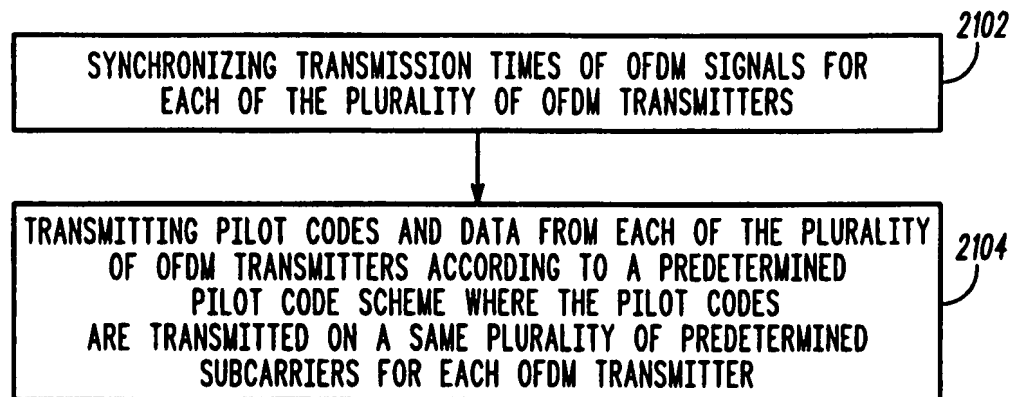 2102
SYNCHRONIZING TRANSMISSION TIMES OF OFDM SIGNALS FOR
EACH OF THE PLURALITY OF OFDM TRANSMITTERS
TRANSMITTING PILOT CODES AND DATA FROM EACH OF THE PLURALITY
OF OFDM TRANSMITTERS ACCORDING TO A PREDETERMINED
2104
PILOT CODE SCHEME WHERE THE PILOT CODES
ARE TRANSMITTED ON A SAME PLURALITY OF PREDETERMINED
SUBCARRIERS FOR EACH OFDM TRANSMITTER